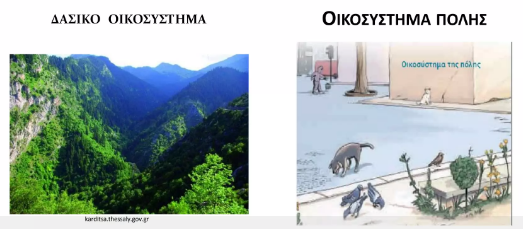 ΔΑΣΙΚΟ ΟΙΚΟΣΥΣΤΗΜΑ
karditsa.thessaly.gov.gr
ΟΙΚΟΣΥΣΤΗΜΑ ΠΟΛΗΣ
Οικοσύστημα της πόλης